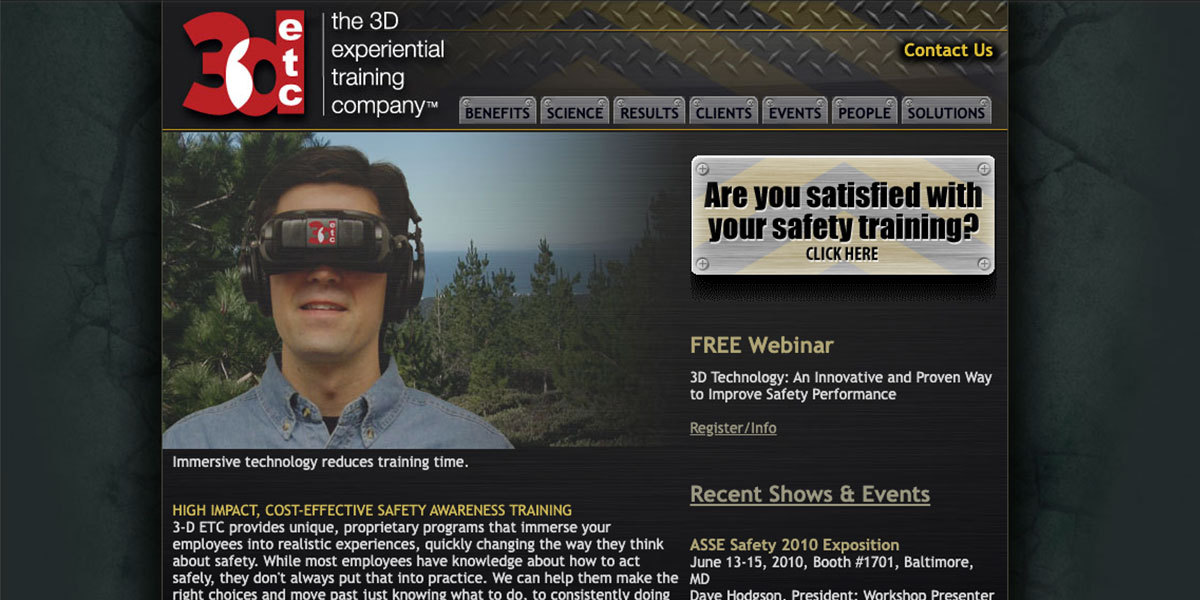 3d etc
the 3D
experiential
training
company™
Contact Us
BENEFITS SCIENCE RESULTS CLIENTS EVENTS PEOPLE SOLUTIONS
3d etc
Immersive technology reduces training time.
HIGH IMPACT, COST-EFFECTIVE SAFETY AWARENESS TRAINING
3-D ETC provides unique, proprietary programs that immerse your
employees into realistic experiences, quickly changing the way they think
about safety. While most employees have knowledge about how to act
safely, they don't always put that into practice. We can help them make the
right choices and move past just knowing what to do, to consistently doing
Are you satisfied with
your safety training?
CLICK HERE
FREE Webinar
3D Technology: An Innovative and Proven Way
to Improve Safety Performance
Register/Info
Recent Shows & Events
ASSE Safety 2010 Exposition
June 13-15, 2010, Booth #1701, Baltimore,
MD
Dave Hodgson, President: Workshop Presenter